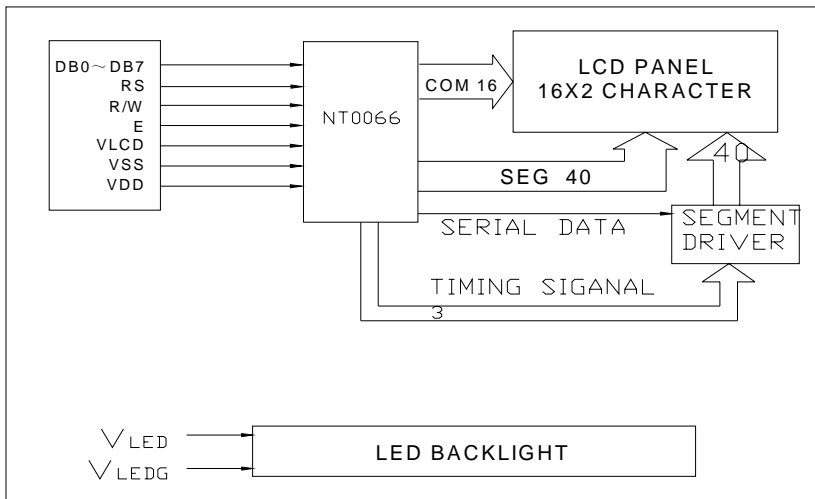 DB0～DB7
RS
R/W
E
VLCD
VSS
VDD
NT0066
COM 16
LCD PANEL
16X2 CHARACTER
SEG 40
40
SERIAL DATA
SEGMENT
DRIVER
TIMING SIGANAL
3
VLED
VLEDG
LED BACKLIGHT